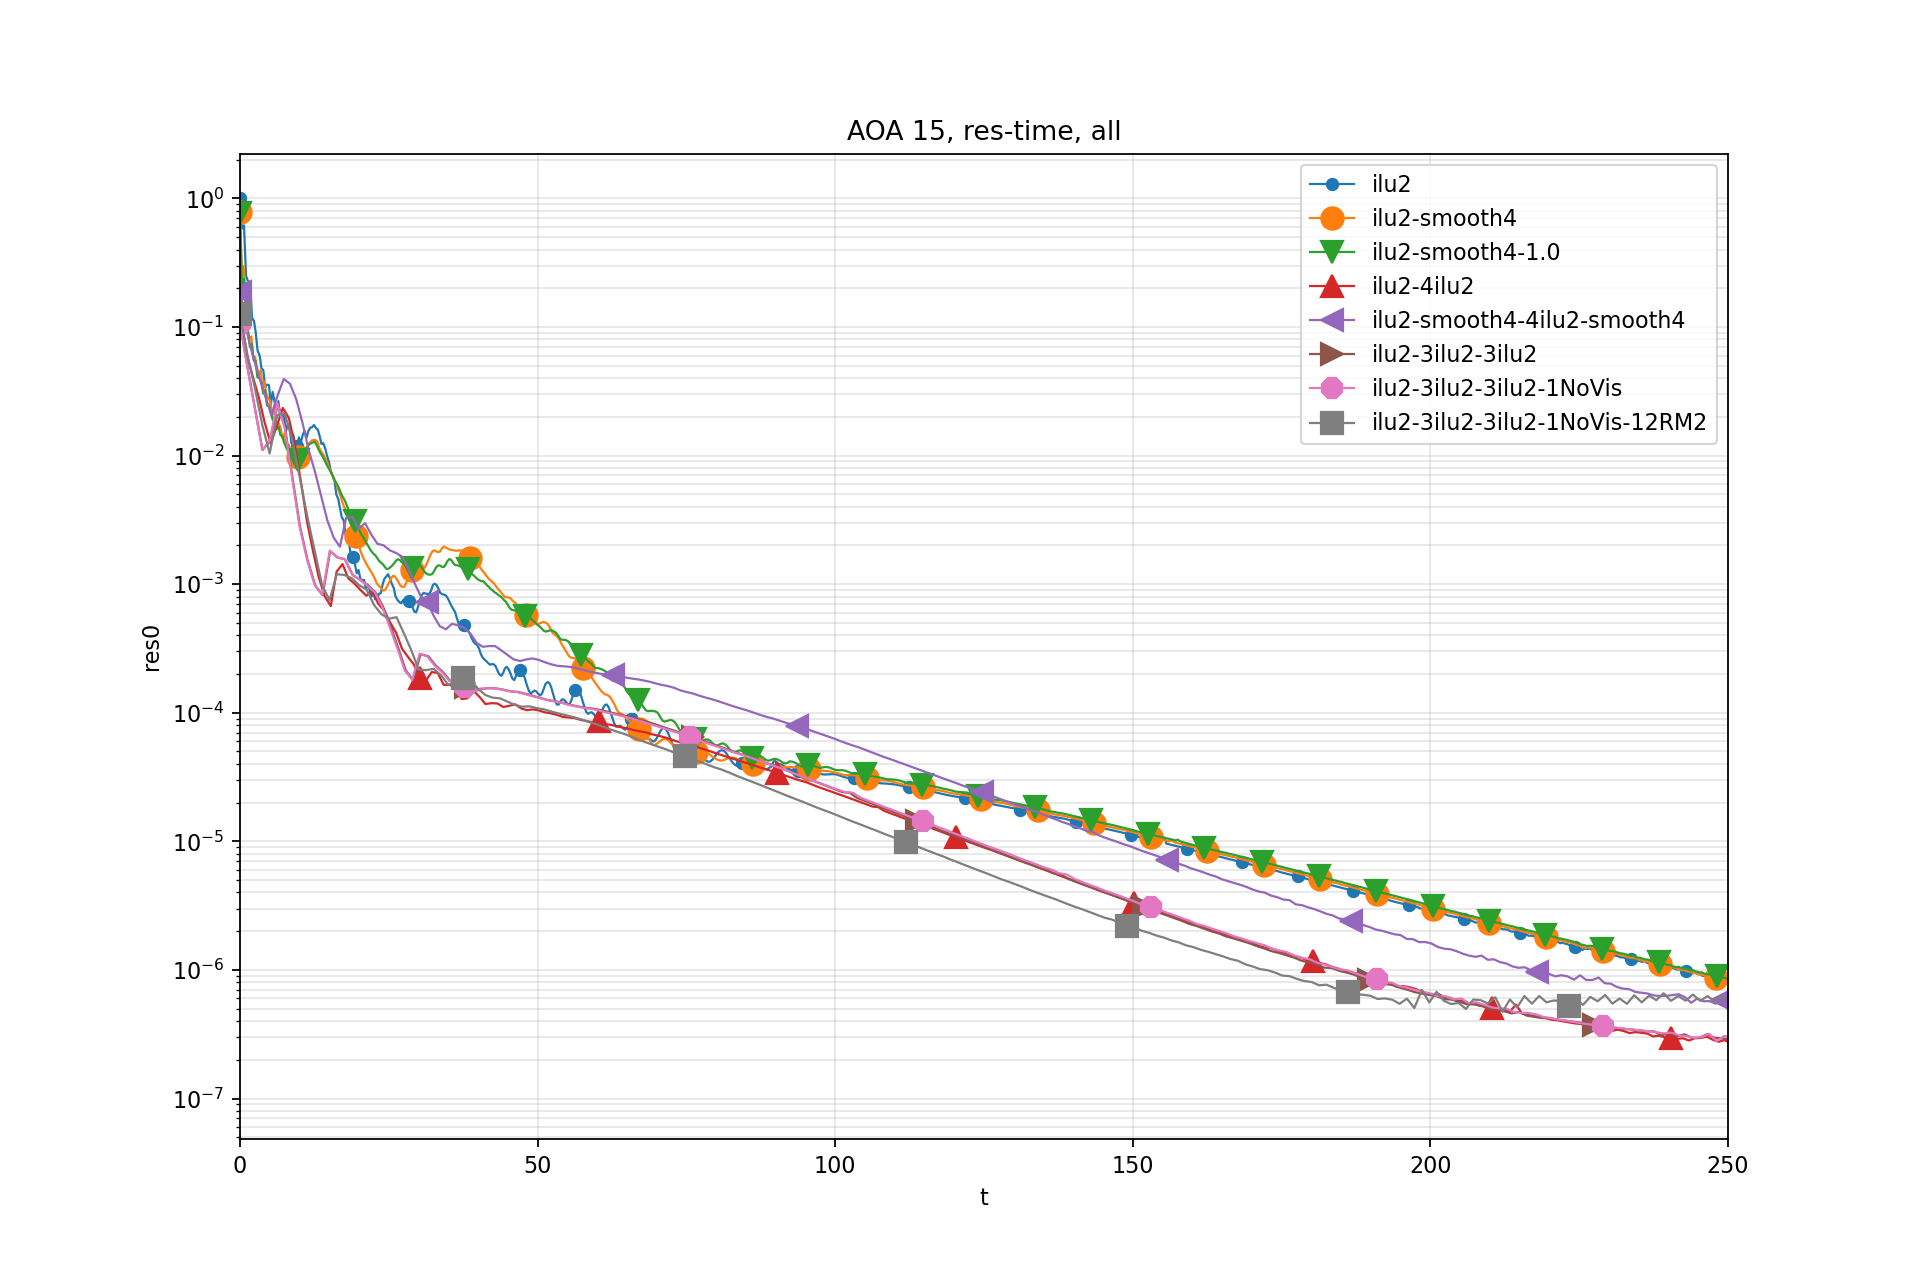 AOA 15, res-time, all
10⁰
10⁻¹
10⁻²
10⁻³
10⁻⁴
10⁻⁵
10⁻⁶
10⁻⁷
res0
ilu2
ilu2-smooth4
ilu2-smooth4-1.0
ilu2-4ilu2
ilu2-smooth4-4ilu2-smooth4
ilu2-3ilu2-3ilu2
ilu2-3ilu2-3ilu2-1NoVis
ilu2-3ilu2-3ilu2-1NoVis-12RM2
0 50 100 150 200 250
t